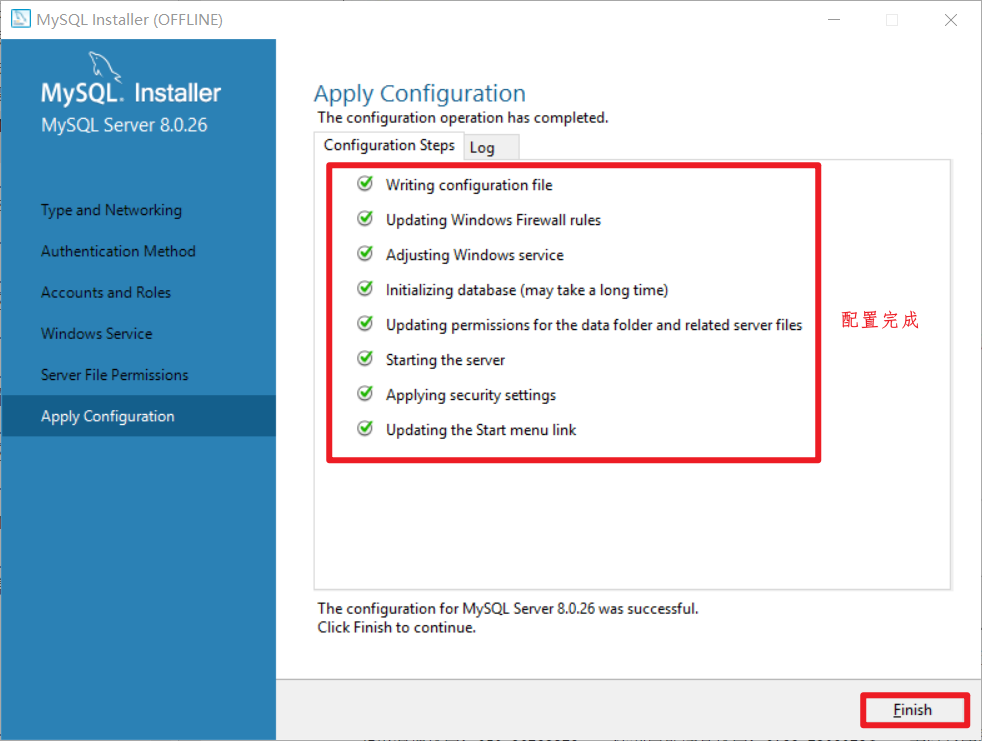 MySQL Installer (OFFLINE)
MySQL. Installer
MySQL Server 8.0.26
Type and Networking
Authentication Method
Accounts and Roles
Windows Service
Server File Permissions
Apply Configuration
Apply Configuration
The configuration operation has completed.
Configuration Steps Log
Writing configuration file
Updating Windows Firewall rules
Adjusting Windows service
Initializing database (may take a long time)
Updating permissions for the data folder and related server files
Starting the server
Applying security settings
Updating the Start menu link
配置完成
The configuration for MySQL Server 8.0.26 was successful.
Click Finish to continue.
Finish